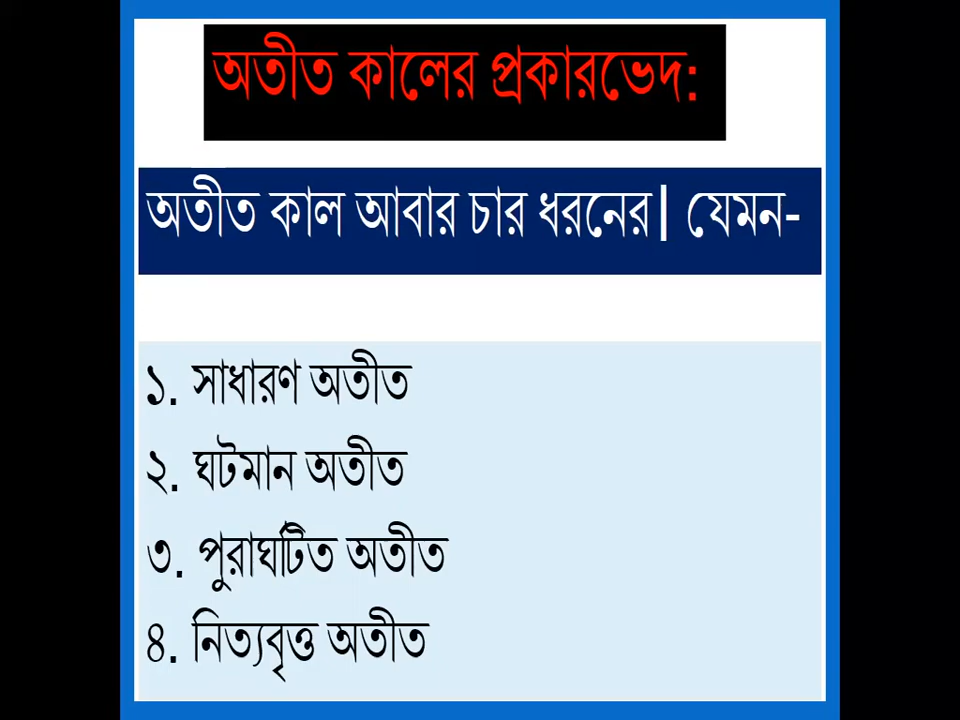 অতীত কালের প্রকারভেদ:
অতীত কাল আবার চার ধরনের| যেমন-
১. সাধারণ অতীত
২. ঘটমান অতীত
৩. পুরাঘটিত অতীত
৪. নিত্যবৃত্ত অতীত